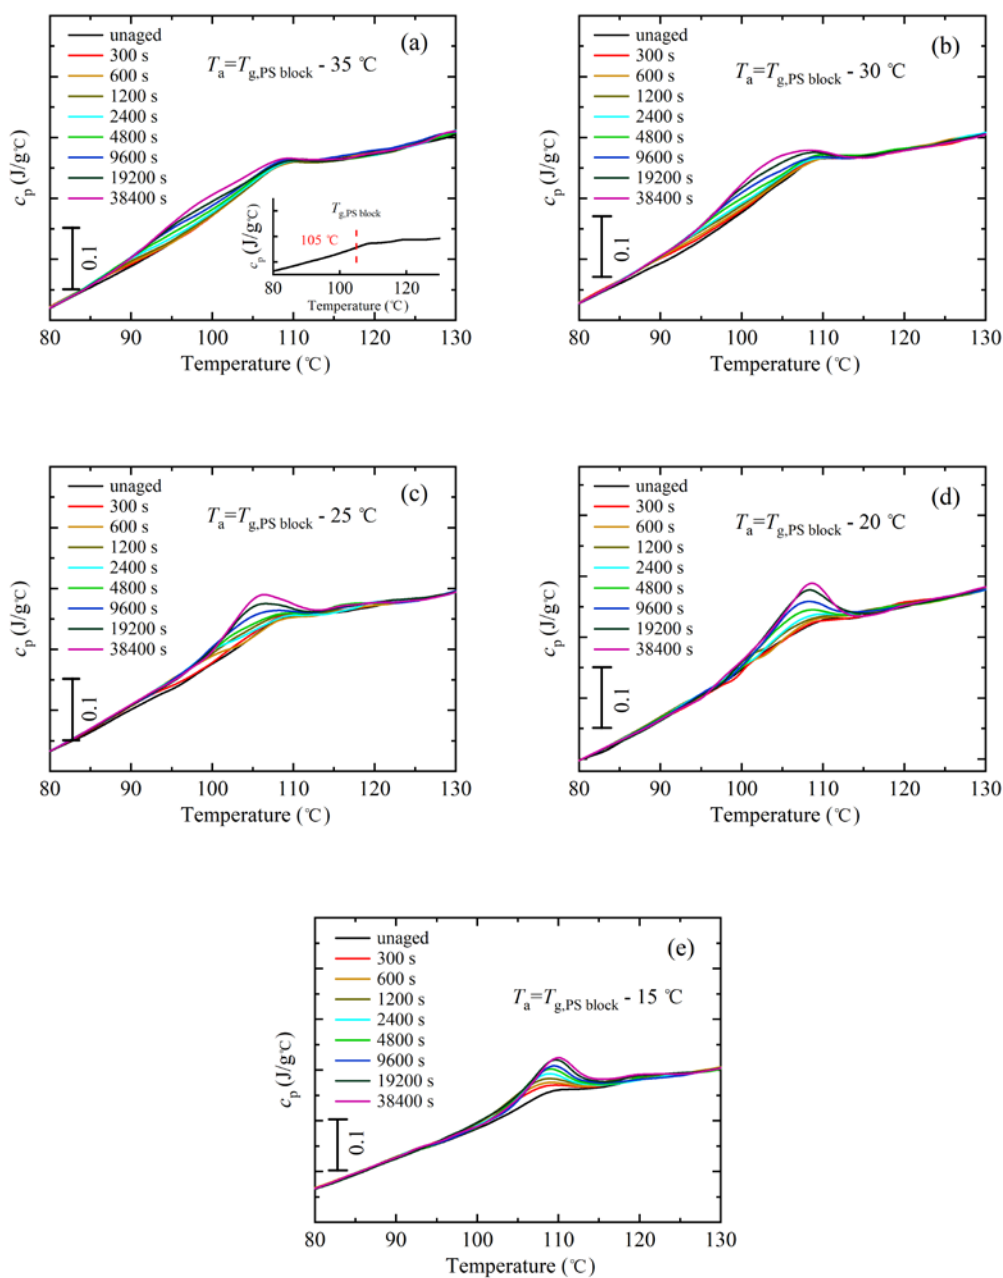 (a)
unaged
300 s
600 s
1200 s
2400 s
4800 s
9600 s
19200 s
38400 s
Ta=Tg,PS block - 35 ℃
cp (J/g℃)
0.1
Tg,PS block
105 ℃
cp (J/g℃)
80 100 120
Temperature (℃)
80 90 100 110 120 130
Temperature (℃)
(b)
unaged
300 s
600 s
1200 s
2400 s
4800 s
9600 s
19200 s
38400 s
Ta=Tg,PS block - 30 ℃
cp (J/g℃)
0.1
80 90 100 110 120 130
Temperature (℃)
(c)
unaged
300 s
600 s
1200 s
2400 s
4800 s
9600 s
19200 s
38400 s
Ta=Tg,PS block - 25 ℃
cp (J/g℃)
0.1
80 90 100 110 120 130
Temperature (℃)
(d)
unaged
300 s
600 s
1200 s
2400 s
4800 s
9600 s
19200 s
38400 s
Ta=Tg,PS block - 20 ℃
cp (J/g℃)
0.1
80 90 100 110 120 130
Temperature (℃)
(e)
unaged
300 s
600 s
1200 s
2400 s
4800 s
9600 s
19200 s
38400 s
Ta=Tg,PS block - 15 ℃
cp (J/g℃)
0.1
80 90 100 110 120 130
Temperature (℃)